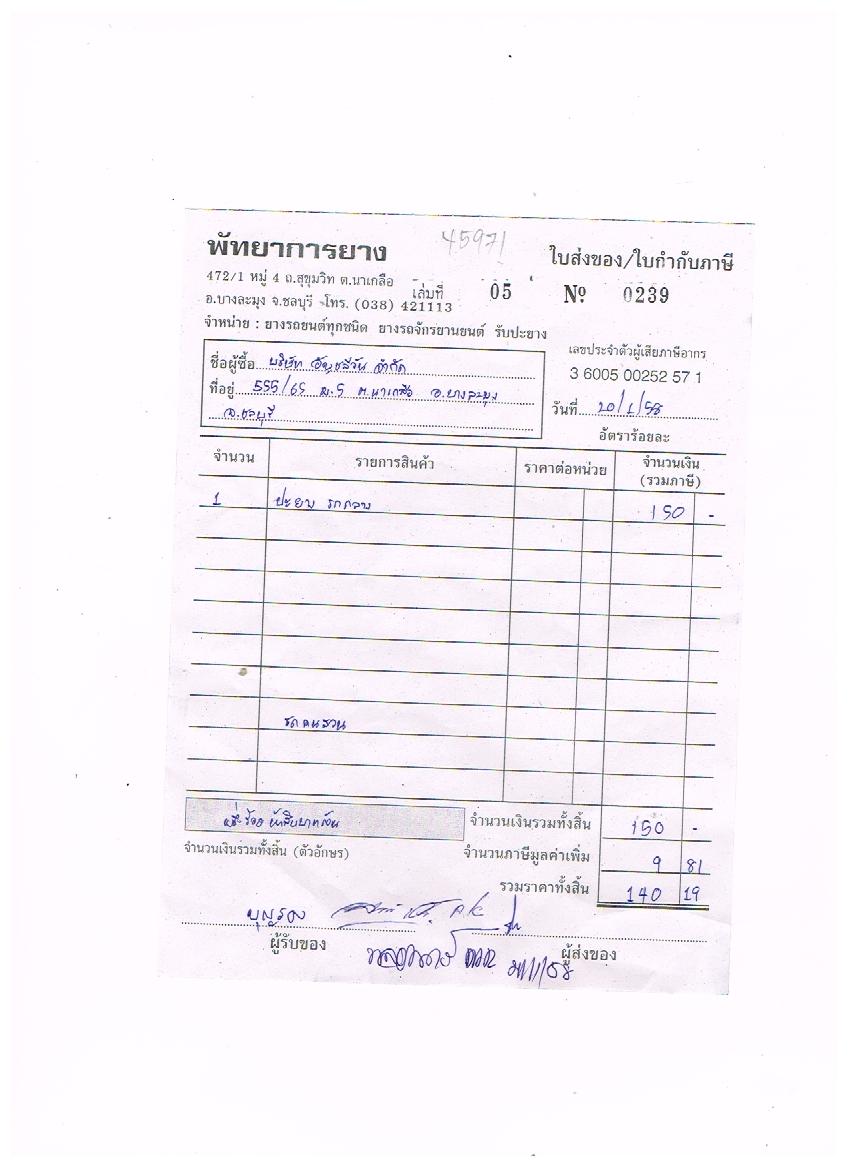 45971
พัทยาการยาง
ใบส่งของ/ใบกำกับภาษี
472/1 หมู่ 4 ถ.สุขุมวิท ต.นาเกลือ
เล่มที่ 05 Nº 0239
อ.บางละมุง จ.ชลบุรี โทร. (038) 421113
จำหน่าย : ยางรถยนต์ทุกชนิด ยางรถจักรยานยนต์ รับปะยาง
เลขประจำตัวผู้เสียภาษีอากร
3 6005 00252 57 1
ชื่อผู้ซื้อ บริษัท อัญชลีวัน จำกัด
ที่อยู่ 555/65 ม.5 ต.นาเกลือ อ.บางละมุง
จ.ชลบุรี
วันที่ 20/1/58
อัตราร้อยละ
จำนวน รายการสินค้า ราคาต่อหน่วย จำนวนเงิน (รวมภาษี)
1 ปะยาง 150 -
รถคนสวน
หนึ่งร้อยห้าสิบบาทถ้วน
จำนวนเงินรวมทั้งสิ้น 150 -
จำนวนเงินรวมทั้งสิ้น (ตัวอักษร)
จำนวนภาษีมูลค่าเพิ่ม 9 81
รวมราคาทั้งสิ้น 140 19
ผู้รับของ
ผู้ส่งของ